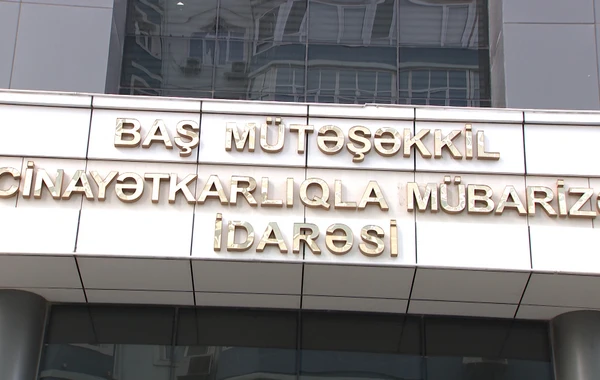 BAŞ MÜTƏŞƏKKİL
CİNAYƏTKARLIQLA MÜBARİZƏ
İDARƏSİ